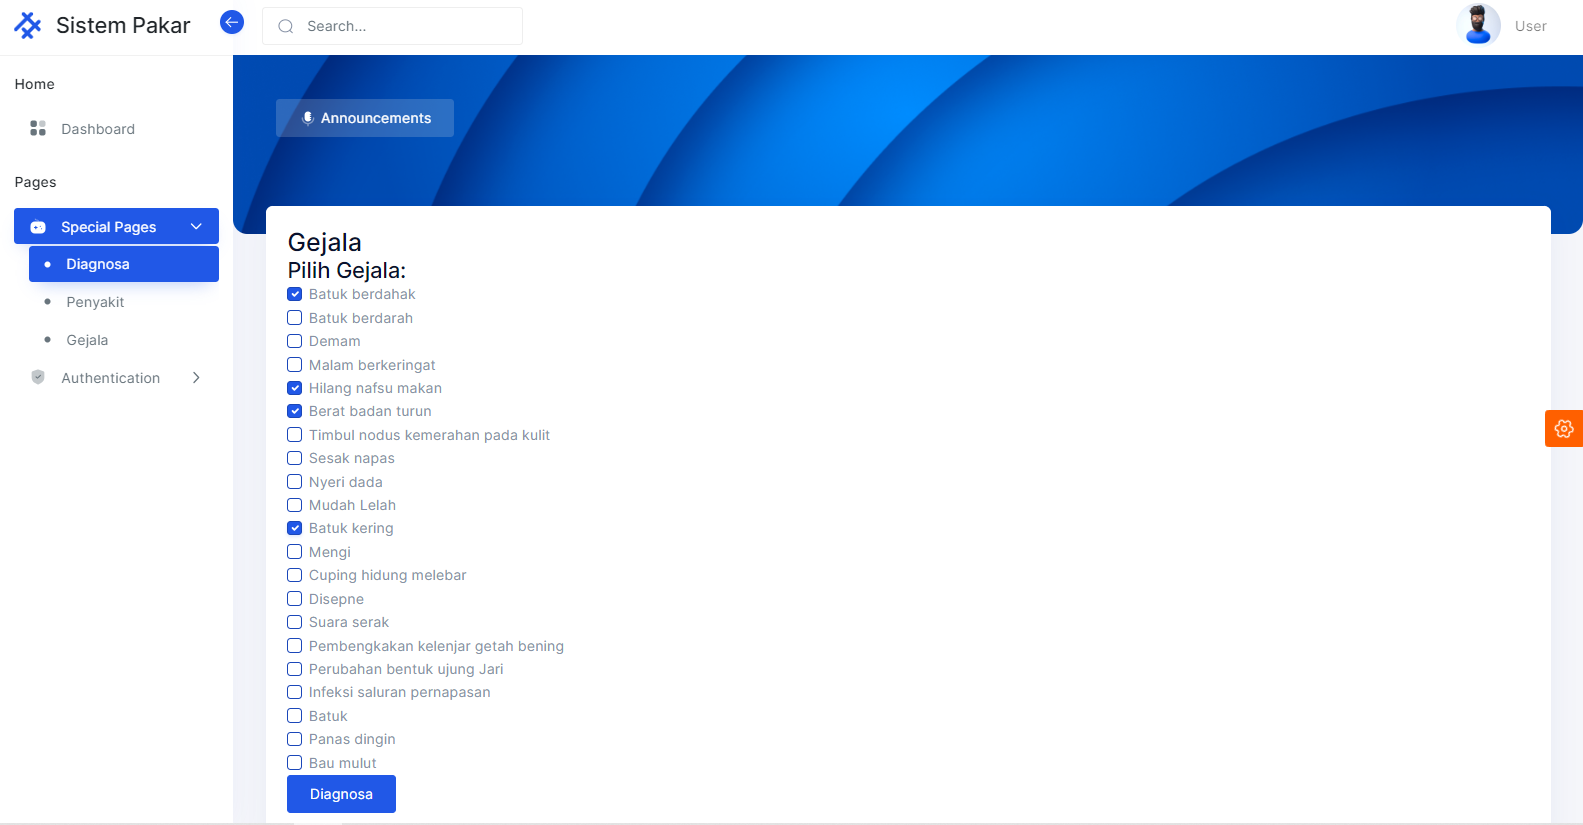 Sistem Pakar
Search...
User
Home
Dashboard
Pages
Special Pages
Diagnosa
Penyakit
Gejala
Authentication
Announcements
Gejala
Pilih Gejala:
Batuk berdahak
Batuk berdarah
Demam
Malam berkeringat
Hilang nafsu makan
Berat badan turun
Timbul nodus kemerahan pada kulit
Sesak napas
Nyeri dada
Mudah Lelah
Batuk kering
Mengi
Cuping hidung melebar
Disepne
Suara serak
Pembengkakan kelenjar getah bening
Perubahan bentuk ujung Jari
Infeksi saluran pernapasan
Batuk
Panas dingin
Bau mulut
Diagnosa